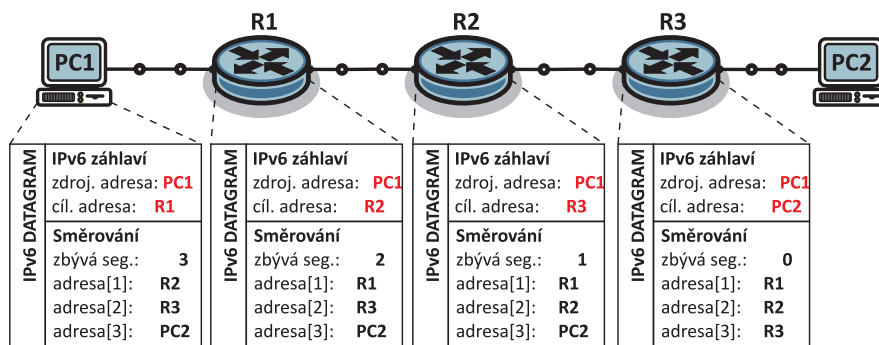 R1 R2 R3
PC1 PC2
IPv6 DATAGRAM
IPv6 záhlaví
zdroj. adresa: PC1
cíl. adresa: R1
Směrování
zbývá seg.: 3
adresa[1]: R2
adresa[2]: R3
adresa[3]: PC2
IPv6 DATAGRAM
IPv6 záhlaví
zdroj. adresa: PC1
cíl. adresa: R2
Směrování
zbývá seg.: 2
adresa[1]: R1
adresa[2]: R3
adresa[3]: PC2
IPv6 DATAGRAM
IPv6 záhlaví
zdroj. adresa: PC1
cíl. adresa: R3
Směrování
zbývá seg.: 1
adresa[1]: R1
adresa[2]: R2
adresa[3]: PC2
IPv6 DATAGRAM
IPv6 záhlaví
zdroj. adresa: PC1
cíl. adresa: PC2
Směrování
zbývá seg.: 0
adresa[1]: R1
adresa[2]: R2
adresa[3]: R3